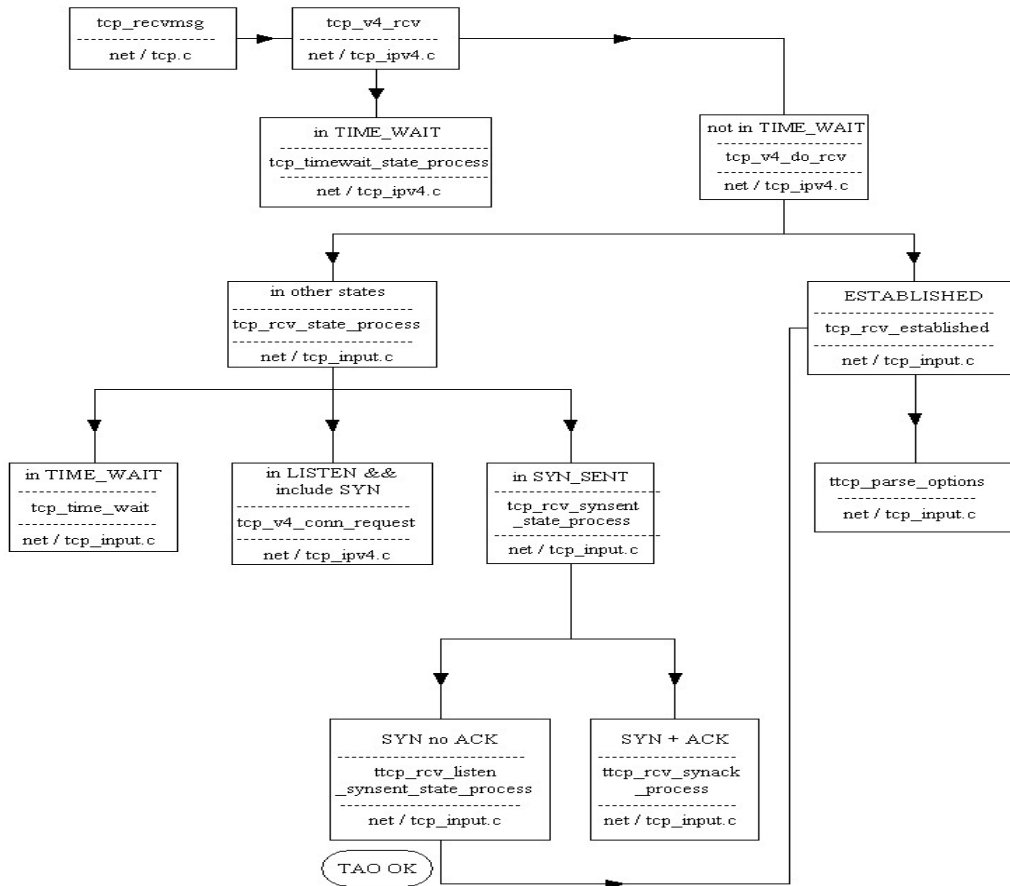 tcp_recvmsg
net / tcp.c
tcp_v4_rcv
net / tcp_ipv4.c
in TIME_WAIT
tcp_timewait_state_process
net / tcp_ipv4.c
not in TIME_WAIT
tcp_v4_do_rcv
net / tcp_ipv4.c
in other states
tcp_rcv_state_process
net / tcp_input.c
ESTABLISHED
tcp_rcv_established
net / tcp_input.c
in TIME_WAIT
tcp_time_wait
net / tcp_input.c
in LISTEN &&
include SYN
tcp_v4_conn_request
net / tcp_ipv4.c
in SYN_SENT
tcp_rcv_synsent
_state_process
net / tcp_input.c
ttcp_parse_options
net / tcp_input.c
SYN no ACK
ttcp_rcv_listen
_synsent_state_process
net / tcp_input.c
SYN + ACK
ttcp_rcv_synack
_process
net / tcp_input.c
TAO OK